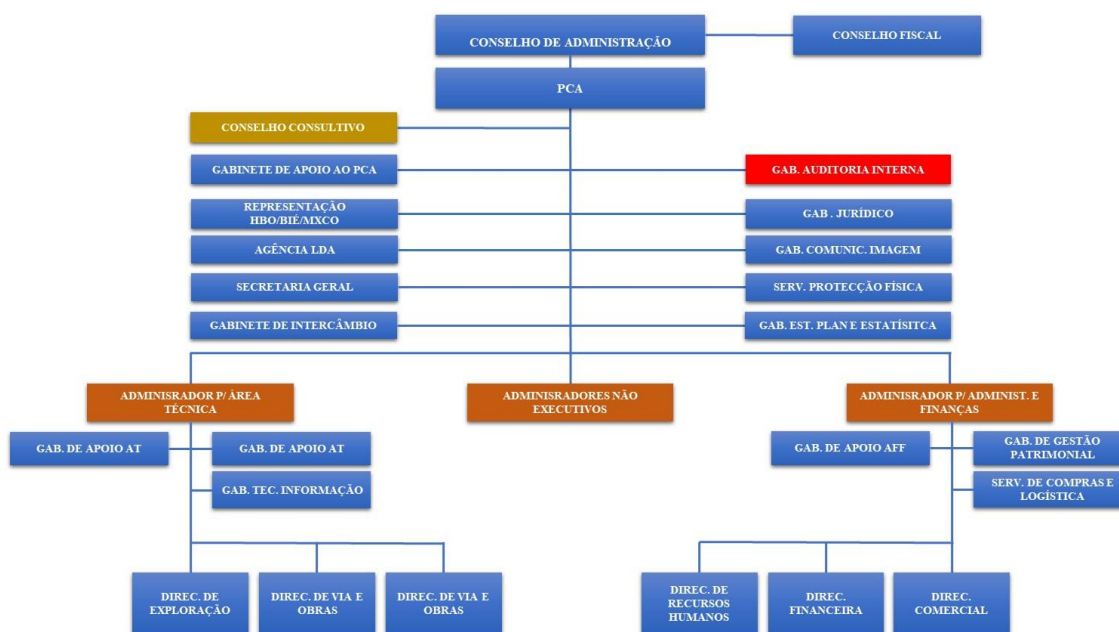 CONSELHO DE ADMINISTRAÇÃO
CONSELHO FISCAL
PCA
CONSELHO CONSULTIVO
GABINETE DE APOIO AO PCA
GAB. AUDITORIA INTERNA
REPRESENTAÇÃO
HBO/BIÉ/MXCO
GAB . JURÍDICO
AGÊNCIA LDA
GAB. COMUNIC. IMAGEM
SECRETARIA GERAL
SERV. PROTECÇÃO FÍSICA
GABINETE DE INTERCÂMBIO
GAB. EST. PLAN E ESTATÍSITCA
ADMINISRADOR P/ ÁREA
TÉCNICA
ADMINISRADORES NÃO
EXECUTIVOS
ADMINISRADOR P/ ADMINIST. E
FINANÇAS
GAB. DE APOIO AT
GAB. DE APOIO AT
GAB. DE APOIO AFF
GAB. DE GESTÃO
PATRIMONIAL
GAB. TEC. INFORMAÇÃO
SERV. DE COMPRAS E
LOGÍSTICA
DIREC. DE
EXPLORAÇÃO
DIREC. DE VIA E
OBRAS
DIREC. DE VIA E
OBRAS
DIREC. DE
RECURSOS
HUMANOS
DIREC.
FINANCEIRA
DIREC.
COMERCIAL